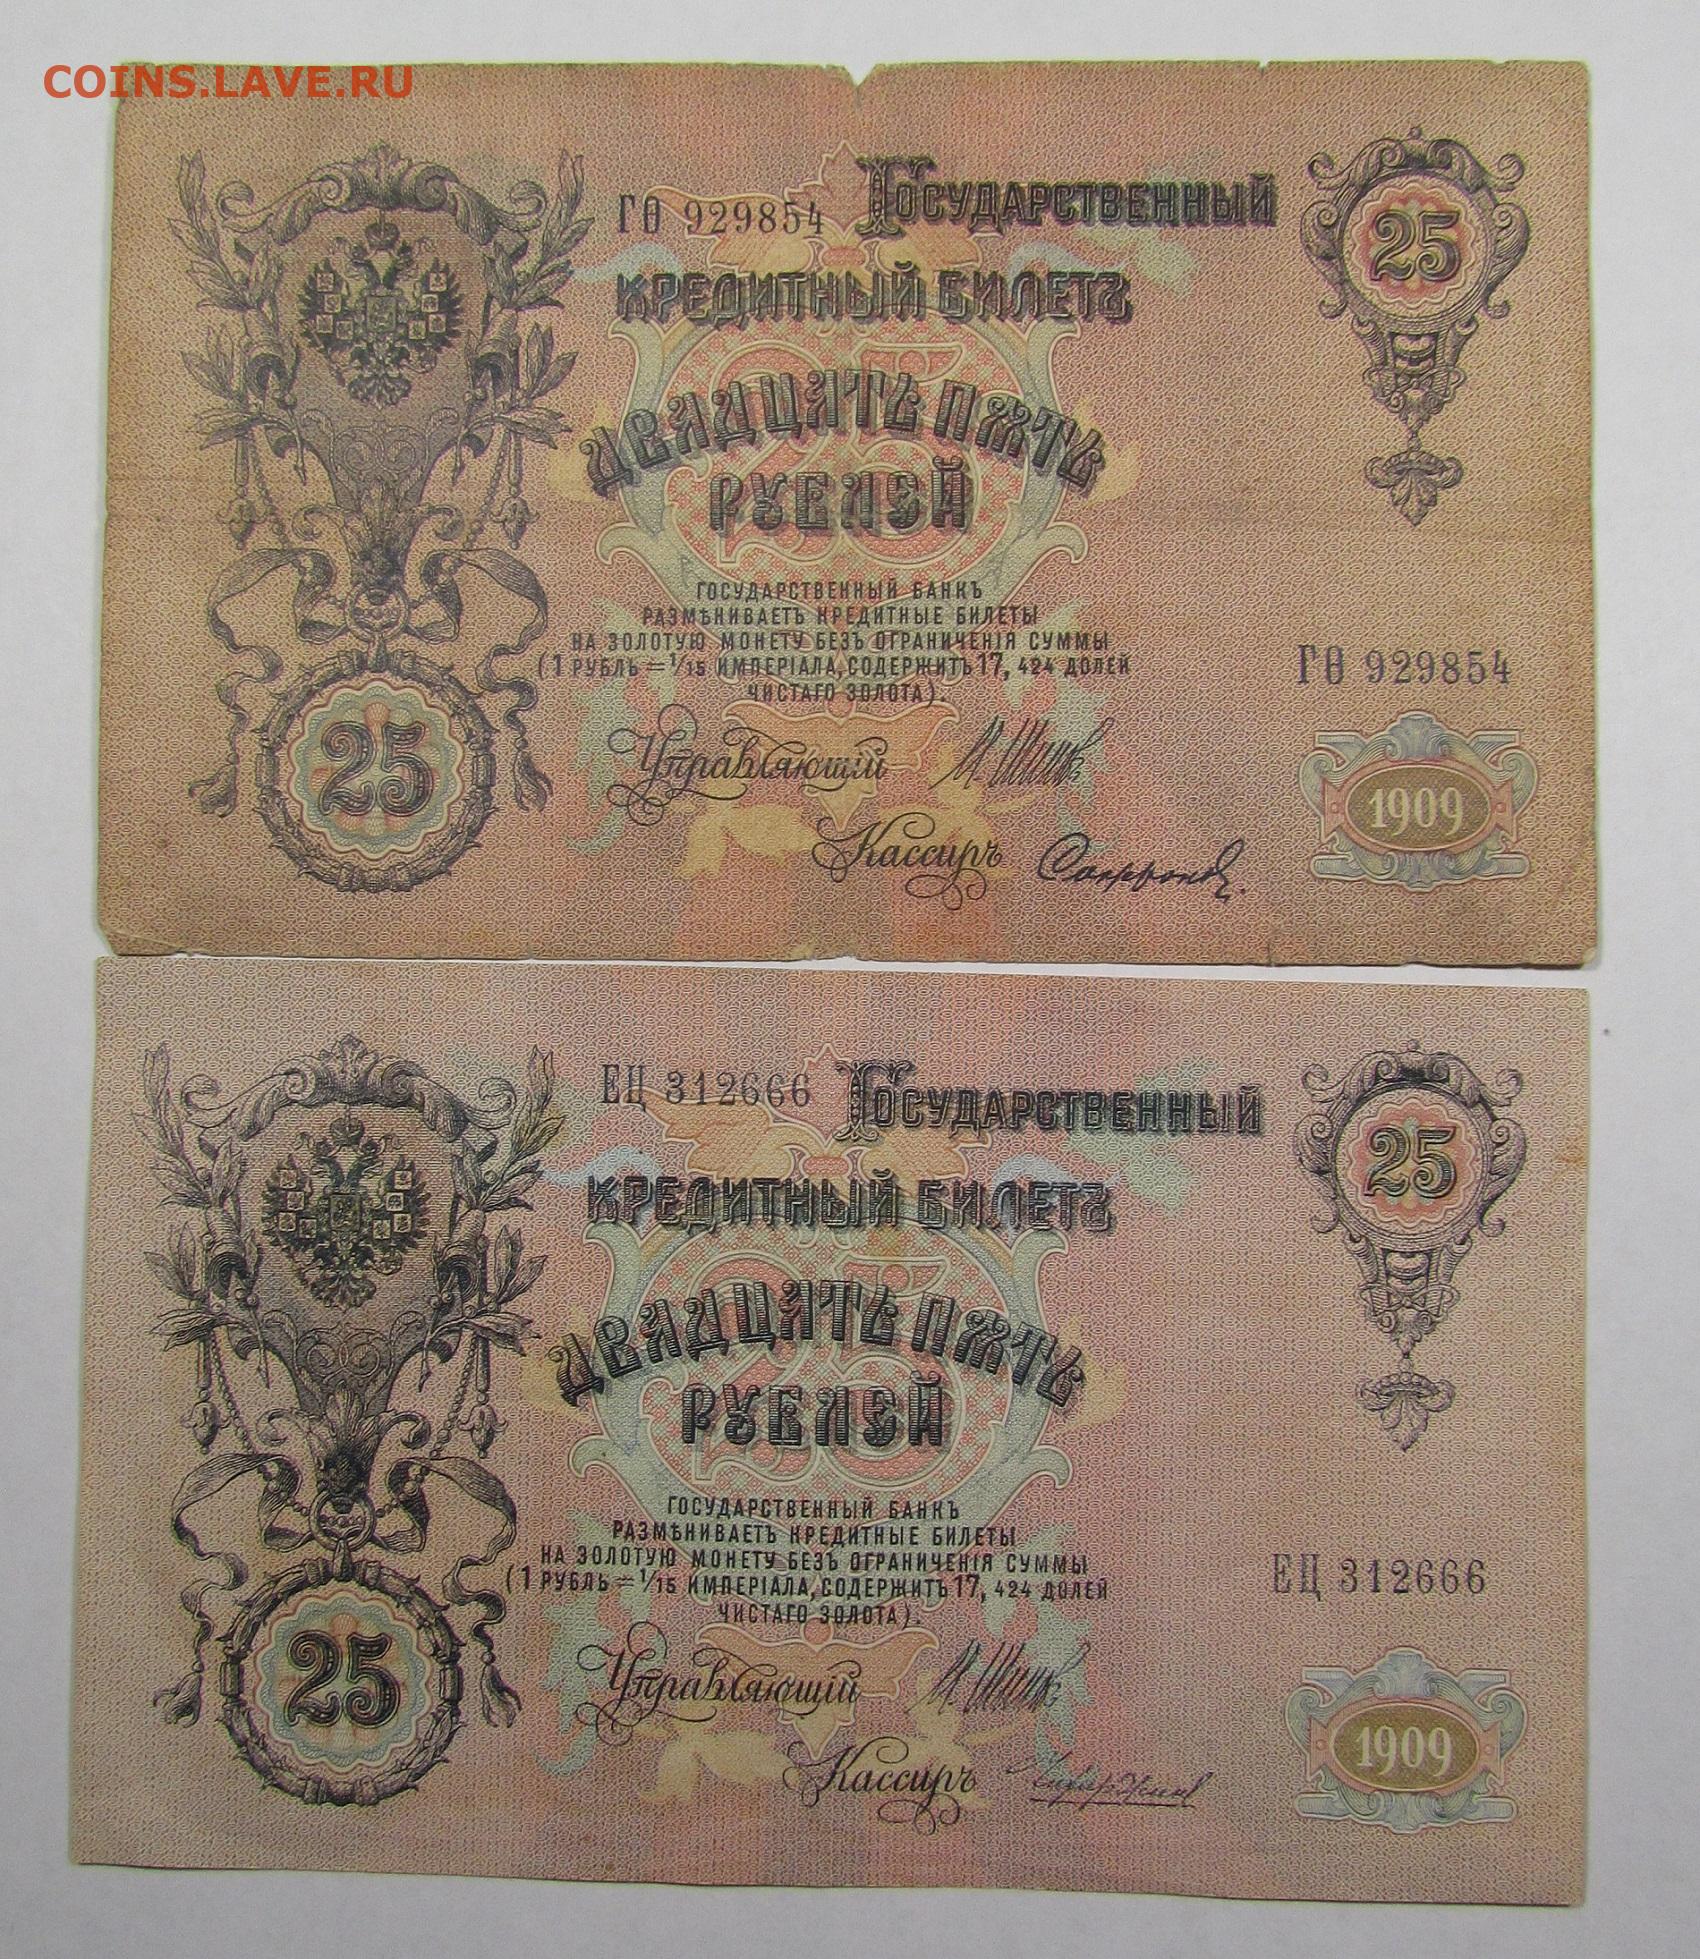 COINS.LAVE.RU
ГѲ 929854 Государственный
25
кредитный билетъ
двадцать пять
рублей
ГОСУДАРСТВЕННЫЙ БАНКЪ
РАЗМѢНИВАЕТЪ КРЕДИТНЫЕ БИЛЕТЫ
НА ЗОЛОТУЮ МОНЕТУ БЕЗЪ ОГРАНИЧЕНІЯ СУММЫ
(1 РУБЛЬ = 1/15 ИМПЕРІАЛА, СОДЕРЖИТЪ 17, 424 ДОЛЕЙ
ЧИСТАГО ЗОЛОТА).
ГѲ 929854
25
Управляющій
1909
Кассиръ Сафронов
ЕЦ 312666 Государственный
25
кредитный билетъ
двадцать пять
рублей
ГОСУДАРСТВЕННЫЙ БАНКЪ
РАЗМѢНИВАЕТЪ КРЕДИТНЫЕ БИЛЕТЫ
НА ЗОЛОТУЮ МОНЕТУ БЕЗЪ ОГРАНИЧЕНІЯ СУММЫ
(1 РУБЛЬ = 1/15 ИМПЕРІАЛА, СОДЕРЖИТЪ 17, 424 ДОЛЕЙ
ЧИСТАГО ЗОЛОТА).
ЕЦ 312666
25
Управляющій
1909
Кассиръ